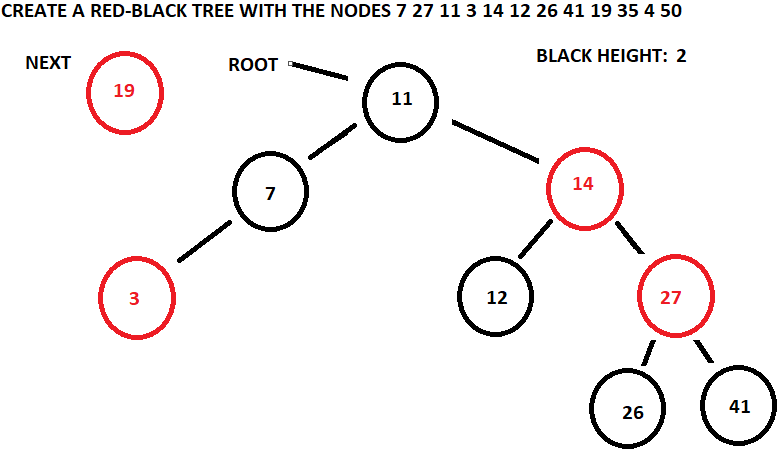 CREATE A RED-BLACK TREE WITH THE NODES 7 27 11 3 14 12 26 41 19 35 4 50
NEXT
ROOT
BLACK HEIGHT: 2
19
11
7
14
3
12
27
26
41